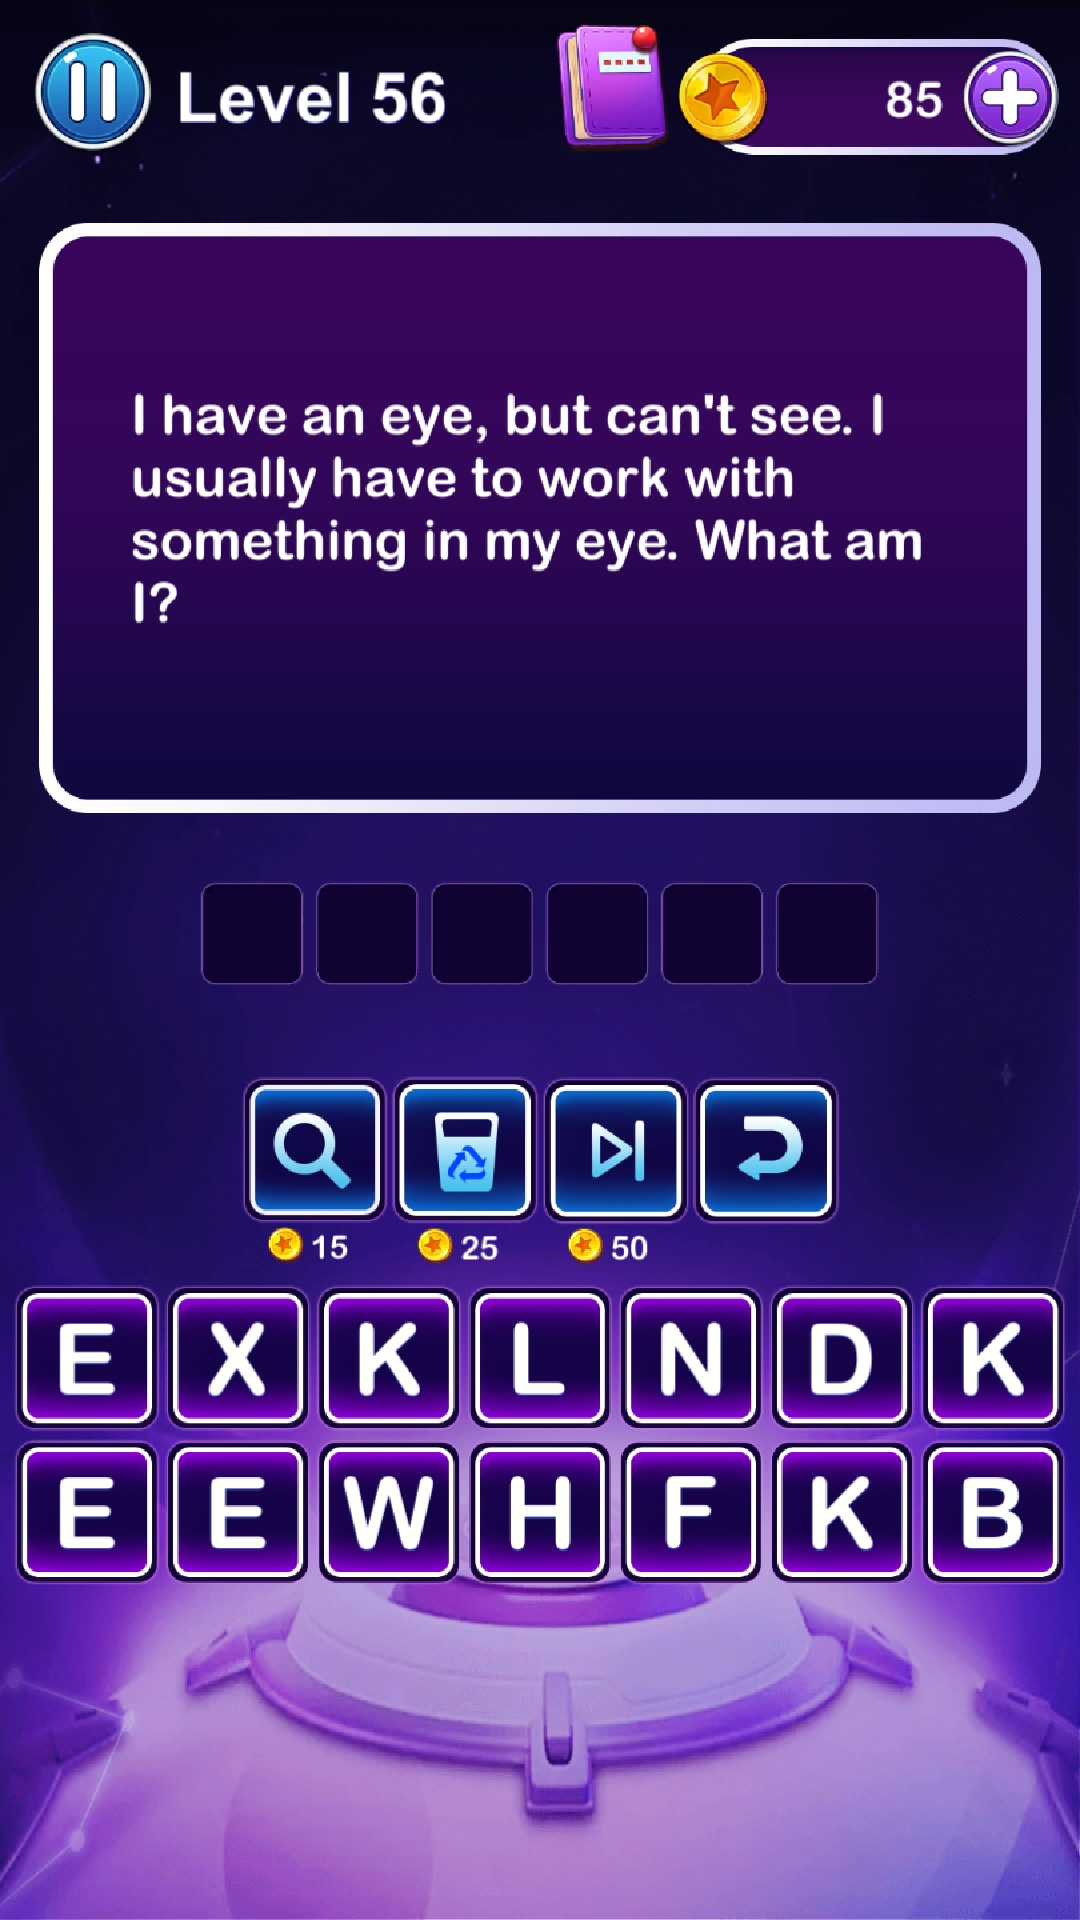 Level 56
85
I have an eye, but can't see. I
usually have to work with
something in my eye. What am
I?
15 25 50
E X K L N D K
E E W H F K B